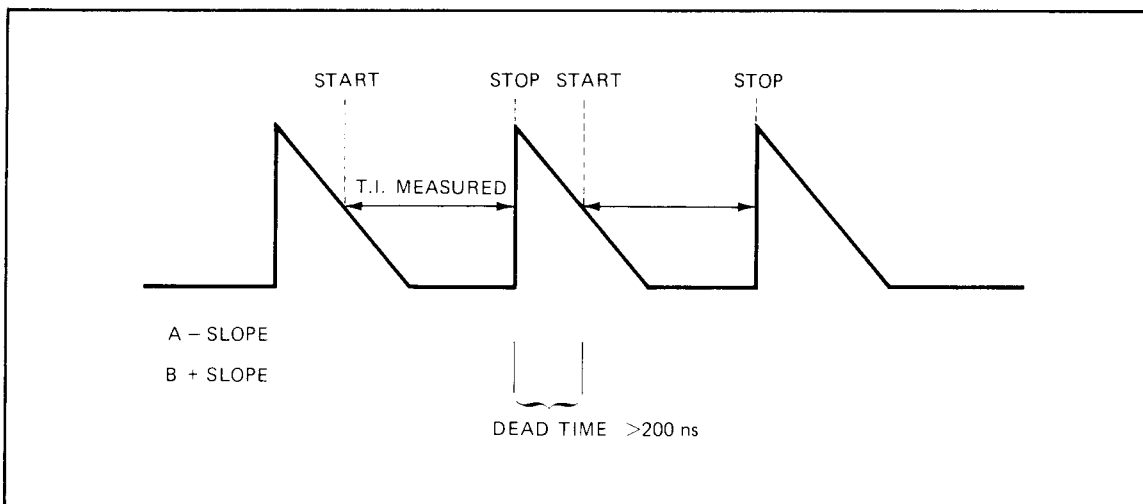 START STOP START STOP
T.I. MEASURED
A – SLOPE
B + SLOPE
DEAD TIME >200 ns